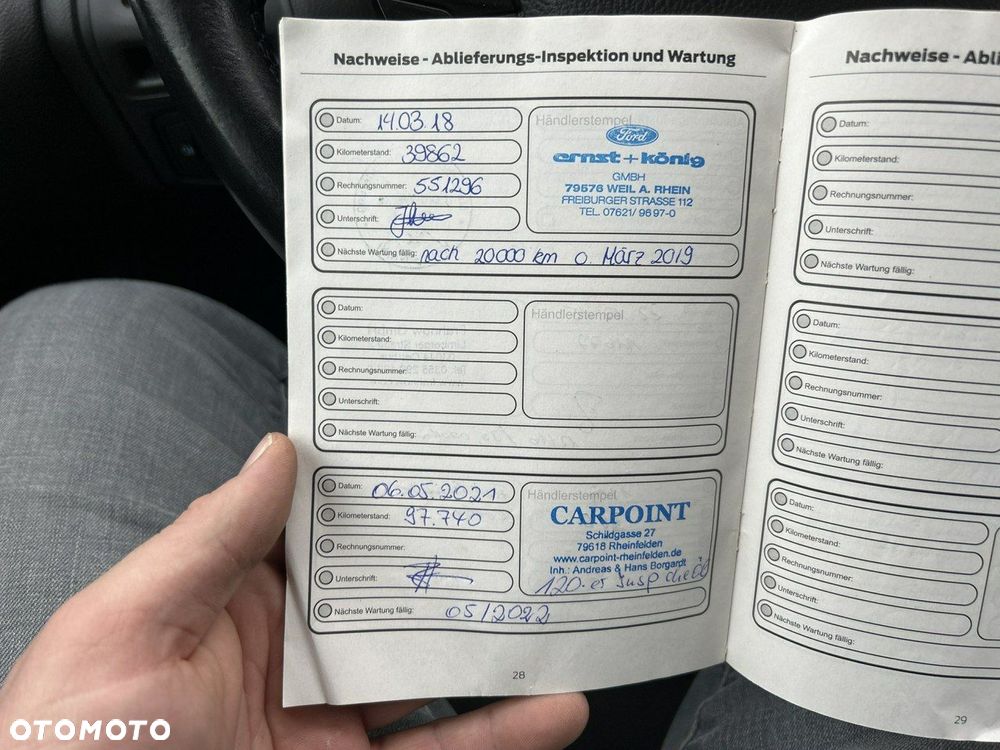 Nachweise - Ablieferungs-Inspektion und Wartung
Datum: 14.03.18
Kilometerstand: 39862
Rechnungsnummer: 551296
Unterschrift:
Nächste Wartung fällig: nach 20000 km o. März 2019
Händlerstempel
Ford
ernst+könig
GMBH
79576 WEIL A. RHEIN
FREIBURGER STRASSE 112
TEL. 07621/ 96 97-0
Datum:
Kilometerstand:
Rechnungsnummer:
Unterschrift:
Nächste Wartung fällig:
Händlerstempel
Datum: 06.05.2021
Kilometerstand: 97.740
Rechnungsnummer:
Unterschrift:
Nächste Wartung fällig: 05/2022
Händlerstempel
CARPOINT
Schildgasse 27
79618 Rheinfelden
www.carpoint-rheinfelden.de
Inh.: Andreas & Hans Borgardt
120-er Insp
28
Nachweise - Abli
Datum:
Kilometerstand:
Rechnungsnummer:
Unterschrift:
Nächste Wartung fällig:
Datum:
Kilometerstand:
Rechnungsnummer:
Unterschrift:
Nächste Wartung fällig:
Datum:
Kilometerstand:
Rechnungsnummer:
Unterschrift:
Nächste Wartung fällig:
29
OTOMOTO